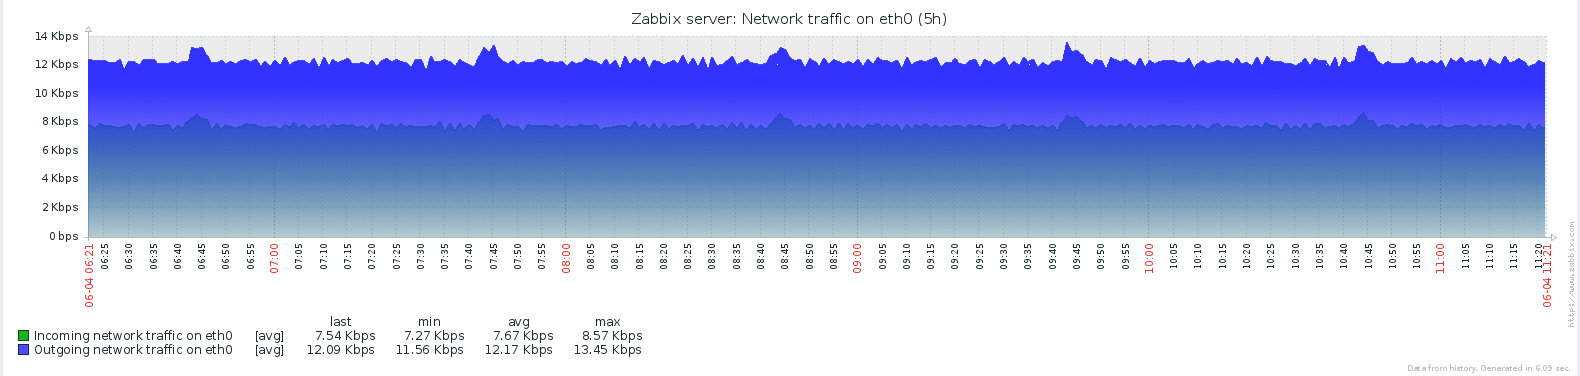 Zabbix server: Network traffic on eth0 (5h)
14 Kbps
12 Kbps
10 Kbps
8 Kbps
6 Kbps
4 Kbps
2 Kbps
0 bps
06-04 06:21 06:25 06:30 06:35 06:40 06:45 06:50 06:55 07:00 07:05 07:10 07:15 07:20 07:25 07:30 07:35 07:40 07:45 07:50 07:55 08:00 08:05 08:10 08:15 08:20 08:25 08:30 08:35 08:40 08:45 08:50 08:55 09:00 09:05 09:10 09:15 09:20 09:25 09:30 09:35 09:40 09:45 09:50 09:55 10:00 10:05 10:10 10:15 10:20 10:25 10:30 10:35 10:40 10:45 10:50 10:55 11:00 11:05 11:10 11:15 11:20 06-04 11:21
http://www.zabbix.com
last min avg max
Incoming network traffic on eth0 [avg] 7.54 Kbps 7.27 Kbps 7.67 Kbps 8.57 Kbps
Outgoing network traffic on eth0 [avg] 12.09 Kbps 11.56 Kbps 12.17 Kbps 13.45 Kbps
Data from history. Generated in 6.09 sec.